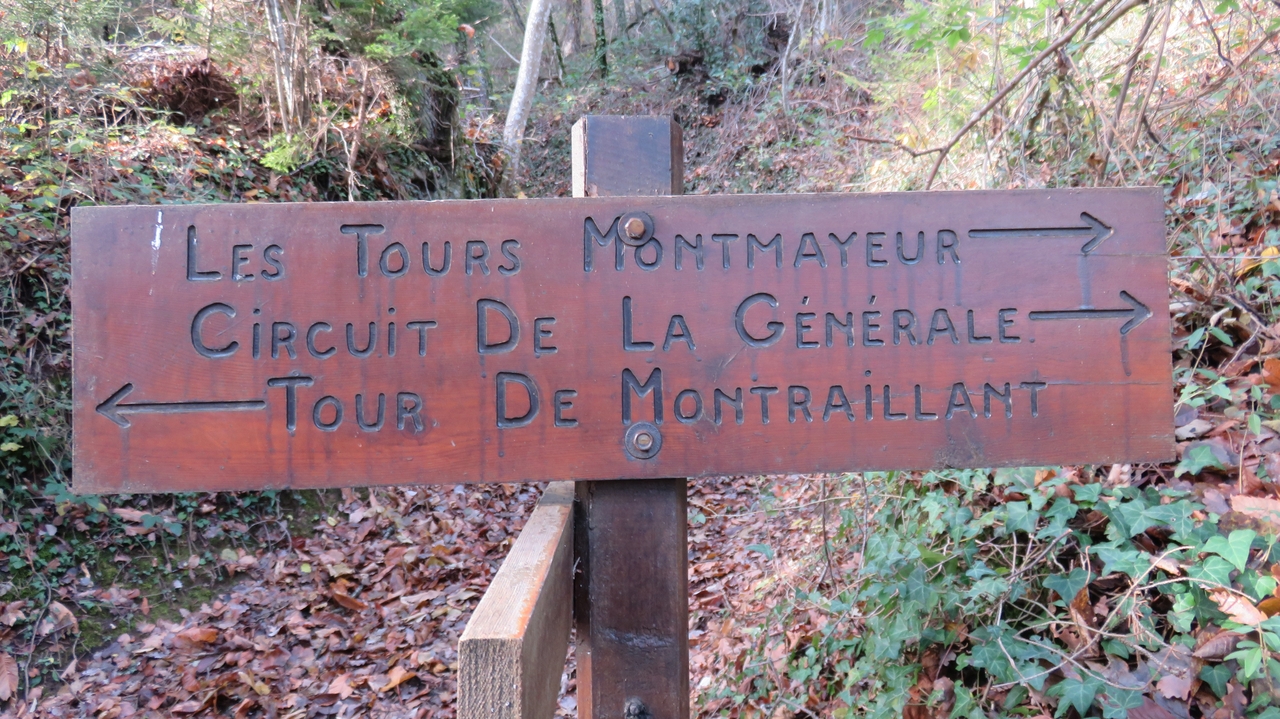 Les Tours Montmayeur →
Circuit De La Générale →
← Tour De Montraillant